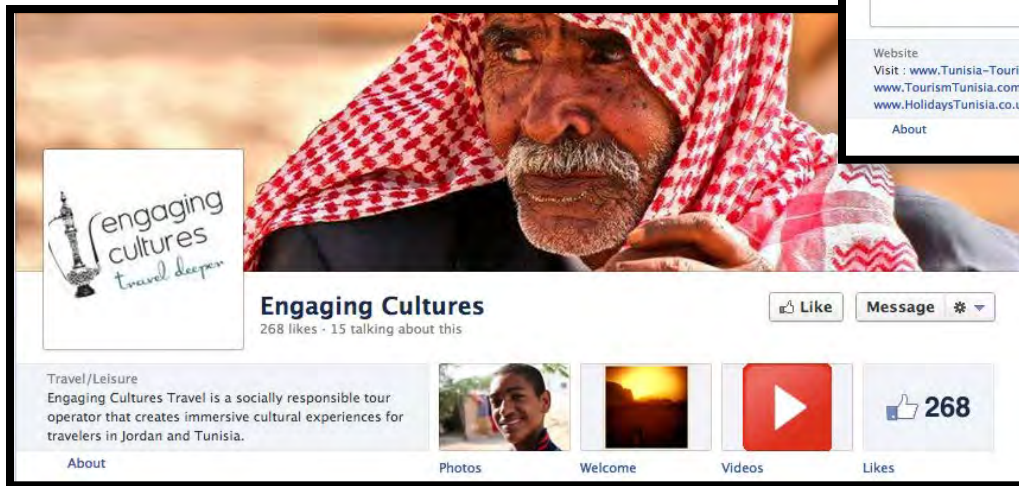 Website
Visit : www.Tunisia-Touri
www.TourismTunisia.com
www.HolidaysTunisia.co.u
About
engaging
cultures
travel deeper
Engaging Cultures
268 likes · 15 talking about this
Like
Message
Travel/Leisure
Engaging Cultures Travel is a socially responsible tour
operator that creates immersive cultural experiences for
travelers in Jordan and Tunisia.
About
268
Photos
Welcome
Videos
Likes